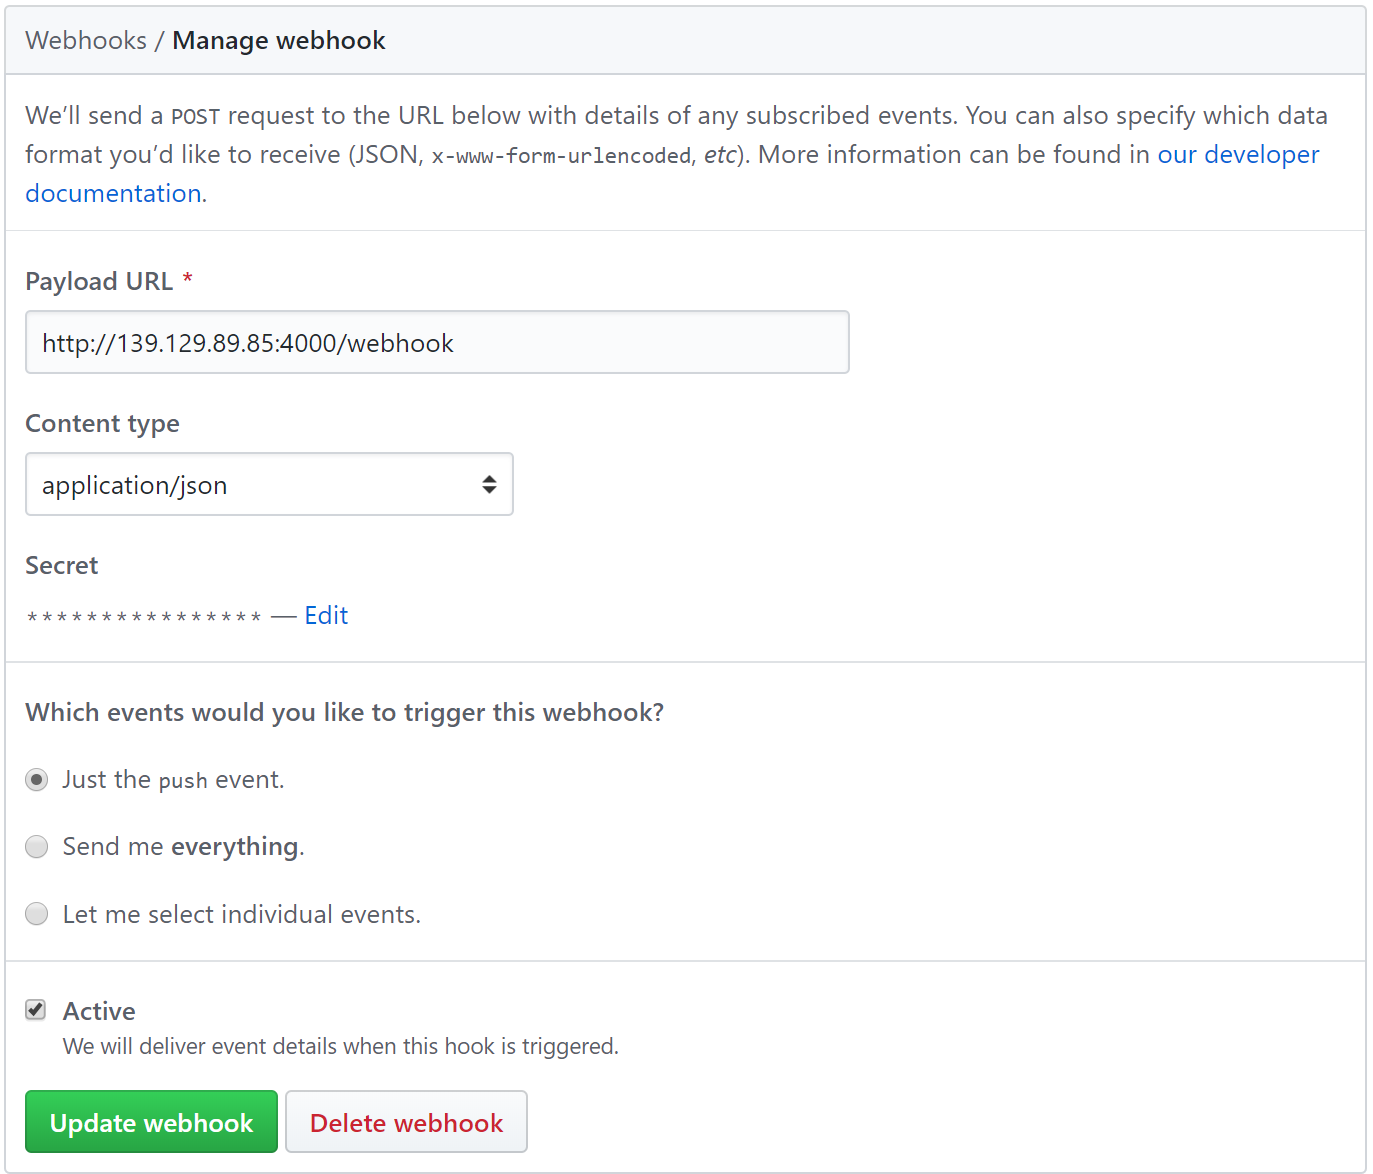 Webhooks / Manage webhook
We’ll send a POST request to the URL below with details of any subscribed events. You can also specify which data
format you’d like to receive (JSON, x-www-form-urlencoded, etc). More information can be found in our developer
documentation.
Payload URL *
http://139.129.89.85:4000/webhook
Content type
application/json
Secret
**************** — Edit
Which events would you like to trigger this webhook?
Just the push event.
Send me everything.
Let me select individual events.
Active
We will deliver event details when this hook is triggered.
Update webhook Delete webhook